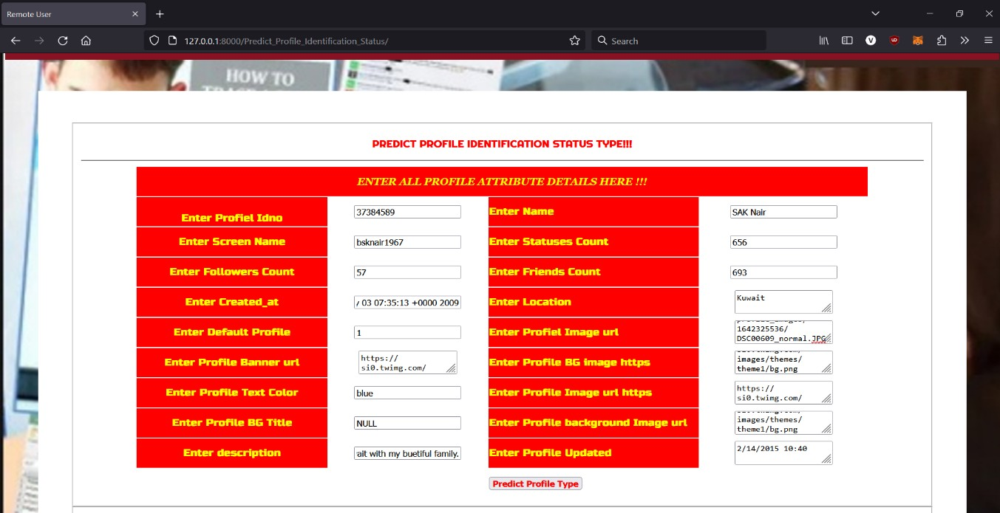 Remote User
127.0.0.1:8000/Predict_Profile_Identification_Status/
Search
HOW TO
PREDICT PROFILE IDENTIFICATION STATUS TYPE!!!
ENTER ALL PROFILE ATTRIBUTE DETAILS HERE !!!
Enter Profiel Idno 37384589 Enter Name SAK Nair
Enter Screen Name bsknair1967 Enter Statuses Count 656
Enter Followers Count 57 Enter Friends Count 693
Enter Created_at 03 07:35:13 +0000 2009 Enter Location Kuwait
Enter Default Profile 1 Enter Profiel Image url
1642325536/
DSC00609_normal.JPG
Enter Profile Banner url https://
si0.twimg.com/
Enter Profile BG image https
images/themes/
theme1/bg.png
Enter Profile Text Color blue Enter Profile Image url https https://
si0.twimg.com/
Enter Profile BG Title NULL Enter Profile background Image url
images/themes/
theme1/bg.png
Enter description ait with my buetiful family. Enter Profile Updated 2/14/2015 10:40
Predict Profile Type